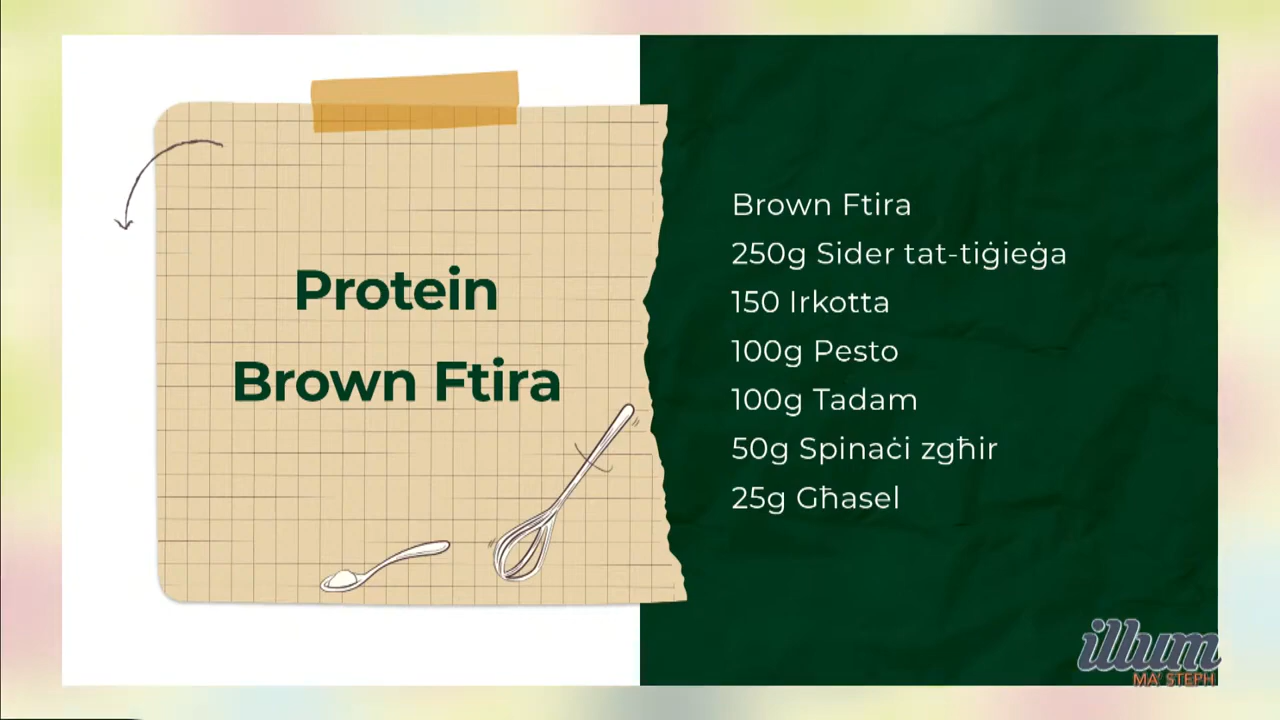 Protein
Brown Ftira
Brown Ftira
250g Sider tat-tiġieġa
150 Irkotta
100g Pesto
100g Tadam
50g Spinaċi zgħir
25g Għasel
illum
MA' STEPH